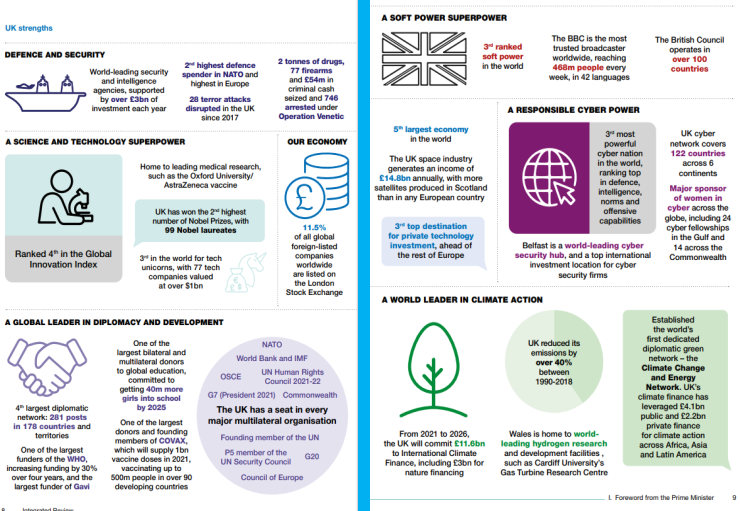 UK strengths
DEFENCE AND SECURITY
World-leading security
and intelligence
agencies, supported
by over £3bn of
investment each year
2nd highest defence
spender in NATO and
highest in Europe
28 terror attacks
disrupted in the UK
since 2017
2 tonnes of drugs,
77 firearms
and £54m in
criminal cash
seized and 746
arrested under
Operation Venetic
A SCIENCE AND TECHNOLOGY SUPERPOWER
Ranked 4th in the Global
Innovation Index
Home to leading medical research,
such as the Oxford University/
AstraZeneca vaccine
UK has won the 2nd highest
number of Nobel Prizes, with
99 Nobel laureates
3rd in the world for tech
unicorns, with 77 tech
companies valued
at over $1bn
OUR ECONOMY
11.5%
of all global
foreign-listed
companies
worldwide
are listed on
the London
Stock Exchange
A GLOBAL LEADER IN DIPLOMACY AND DEVELOPMENT
4th largest diplomatic
network: 281 posts
in 178 countries and
territories
One of the largest
funders of the WHO,
increasing funding by 30%
over four years, and the
largest funder of Gavi
One of the
largest bilateral and
multilateral donors
to global education,
committed to
getting 40m more
girls into school
by 2025
One of the largest
donors and founding
members of COVAX,
which will supply 1bn
vaccine doses in 2021,
vaccinating up to
500m people in over 90
developing countries
NATO
World Bank and IMF
OSCE
UN Human Rights
Council 2021-22
G7 (President 2021) Commonwealth
The UK has a seat in every
major multilateral organisation
Founding member of the UN
P5 member of the
UN Security Council
G20
Council of Europe
8 Integrated Review
A SOFT POWER SUPERPOWER
3rd ranked
soft power
in the world
The BBC is the most
trusted broadcaster
worldwide, reaching
468m people every
week, in 42 languages
The British Council
operates in
over 100
countries
5th largest economy
in the world
The UK space industry
generates an income of
£14.8bn annually, with more
satellites produced in Scotland
than in any European country
3rd top destination
for private technology
investment, ahead of
the rest of Europe
A RESPONSIBLE CYBER POWER
3rd most
powerful
cyber nation
in the world,
ranking top
in defence,
intelligence,
norms and
offensive
capabilities
Belfast is a world-leading cyber
security hub, and a top international
investment location for cyber
security firms
UK cyber
network covers
122 countries
across 6
continents
Major sponsor
of women in
cyber across the
globe, including 24
cyber fellowships
in the Gulf and
14 across the
Commonwealth
A WORLD LEADER IN CLIMATE ACTION
From 2021 to 2026,
the UK will commit £11.6bn
to International Climate
Finance, including £3bn for
nature financing
UK reduced its
emissions by
over 40%
between
1990-2018
Wales is home to world-
leading hydrogen research
and development facilities ,
such as Cardiff University's
Gas Turbine Research Centre
Established
the world's
first dedicated
diplomatic green
network – the
Climate Change
and Energy
Network. UK's
climate finance has
leveraged £4.1bn
public and £2.2bn
private finance
for climate action
across Africa, Asia
and Latin America
I. Foreword from the Prime Minister 9